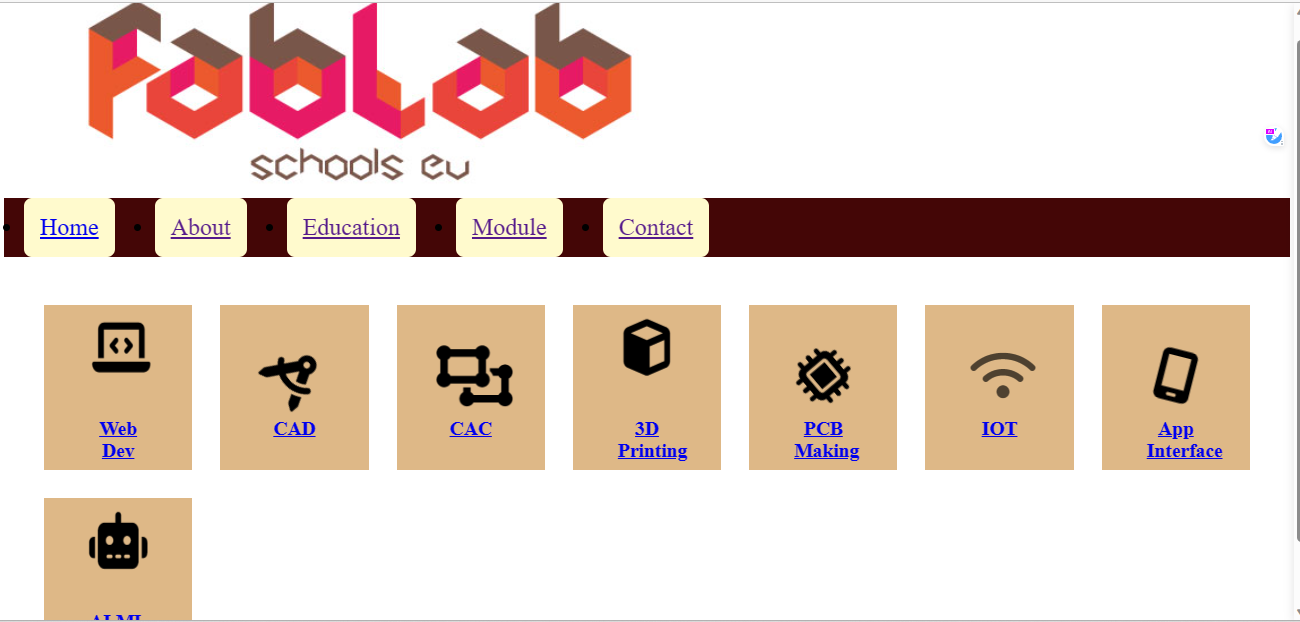 FabLab
schools eu
Home
About
Education
Module
Contact
Web
Dev
CAD
CAC
3D
Printing
PCB
Making
IOT
App
Interface